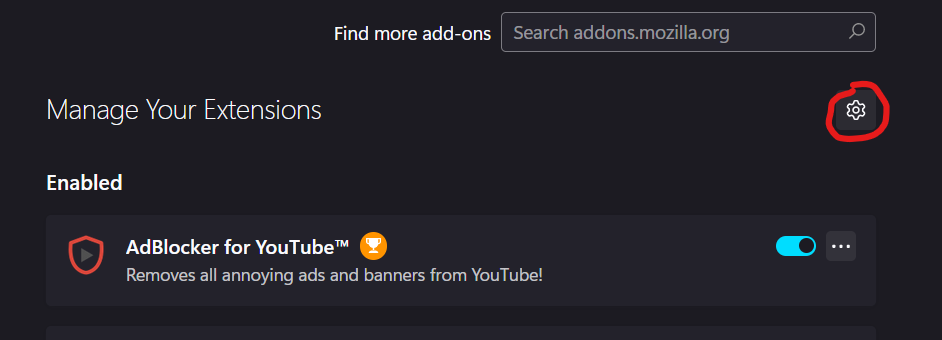 Find more add-ons
Search addons.mozilla.org
Manage Your Extensions
Enabled
AdBlocker for YouTube™
Removes all annoying ads and banners from YouTube!